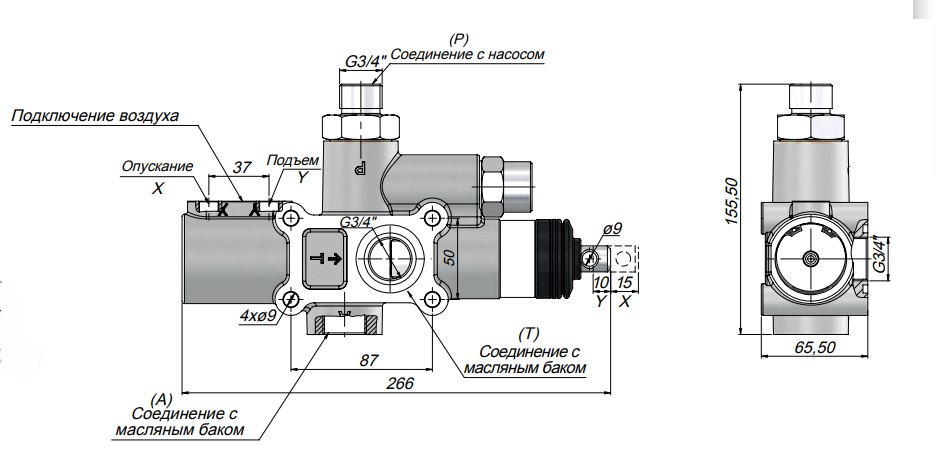 (P)
Соединение с насосом
G3/4"
Подключение воздуха
Опускание
X
37
Подъем
Y
P
G3/4"
T
50
ø9
10
15
Y
X
4xø9
87
266
(T)
Соединение с
масляным баком
(A)
Соединение с
масляным баком
155,50
G3/4"
65,50